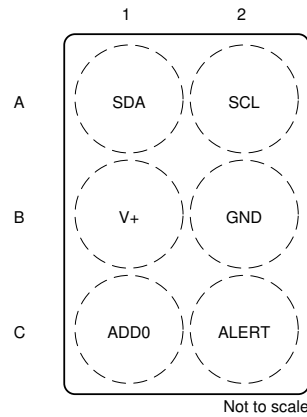 1 2
A SDA SCL
B V+ GND
C ADD0 ALERT
Not to scale